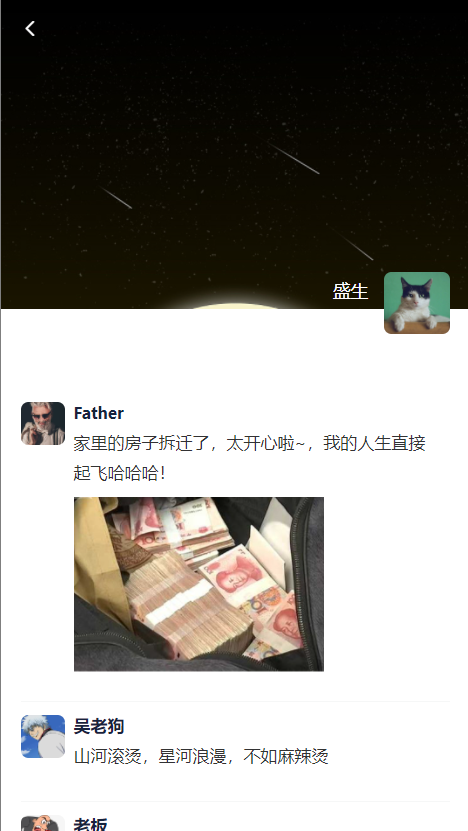 盛生
Father
家里的房子拆迁了，太开心啦~，我的人生直接
起飞哈哈哈！
吴老狗
山河滚烫，星河浪漫，不如麻辣烫
老板